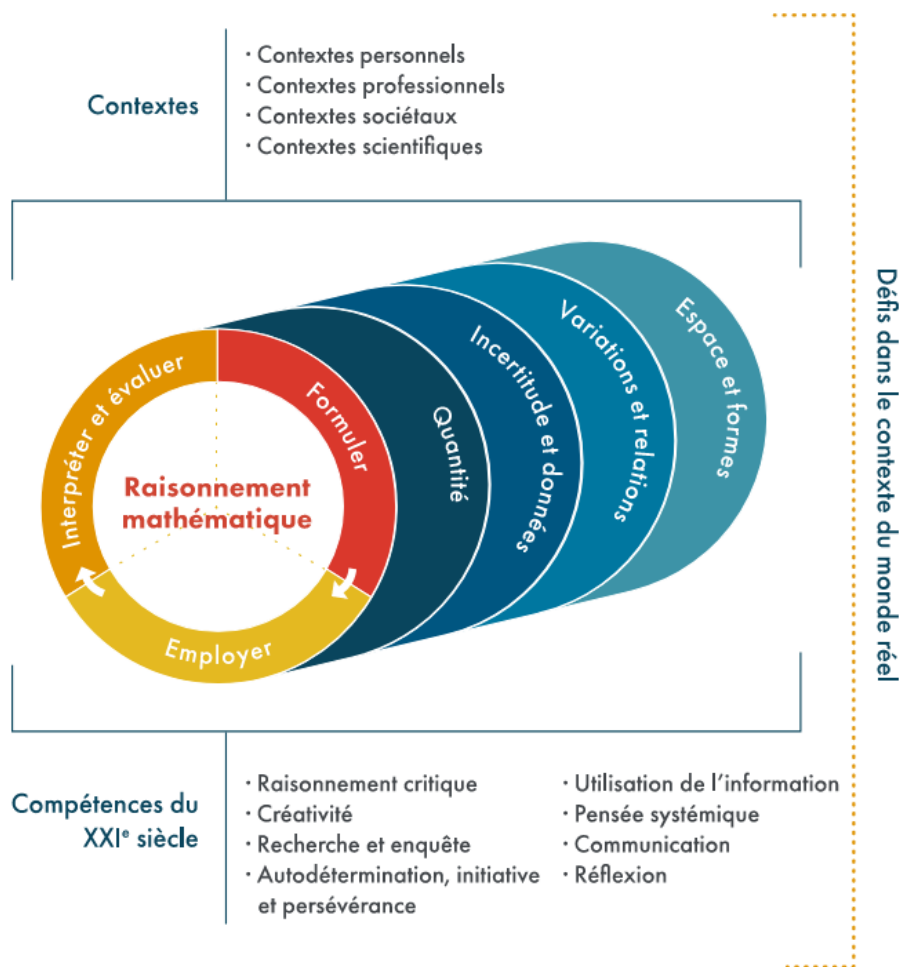 · Contextes personnels
· Contextes professionnels
Contextes
· Contextes sociétaux
· Contextes scientifiques
Interpréter et évaluer
Formuler
Employer
Raisonnement
mathématique
Quantité
Incertitude et données
Variations et relations
Espace et formes
Défis dans le contexte du monde réel
Compétences du
XXIᵉ siècle
· Raisonnement critique
· Créativité
· Recherche et enquête
· Autodétermination, initiative
et persévérance
· Utilisation de l’information
· Pensée systémique
· Communication
· Réflexion